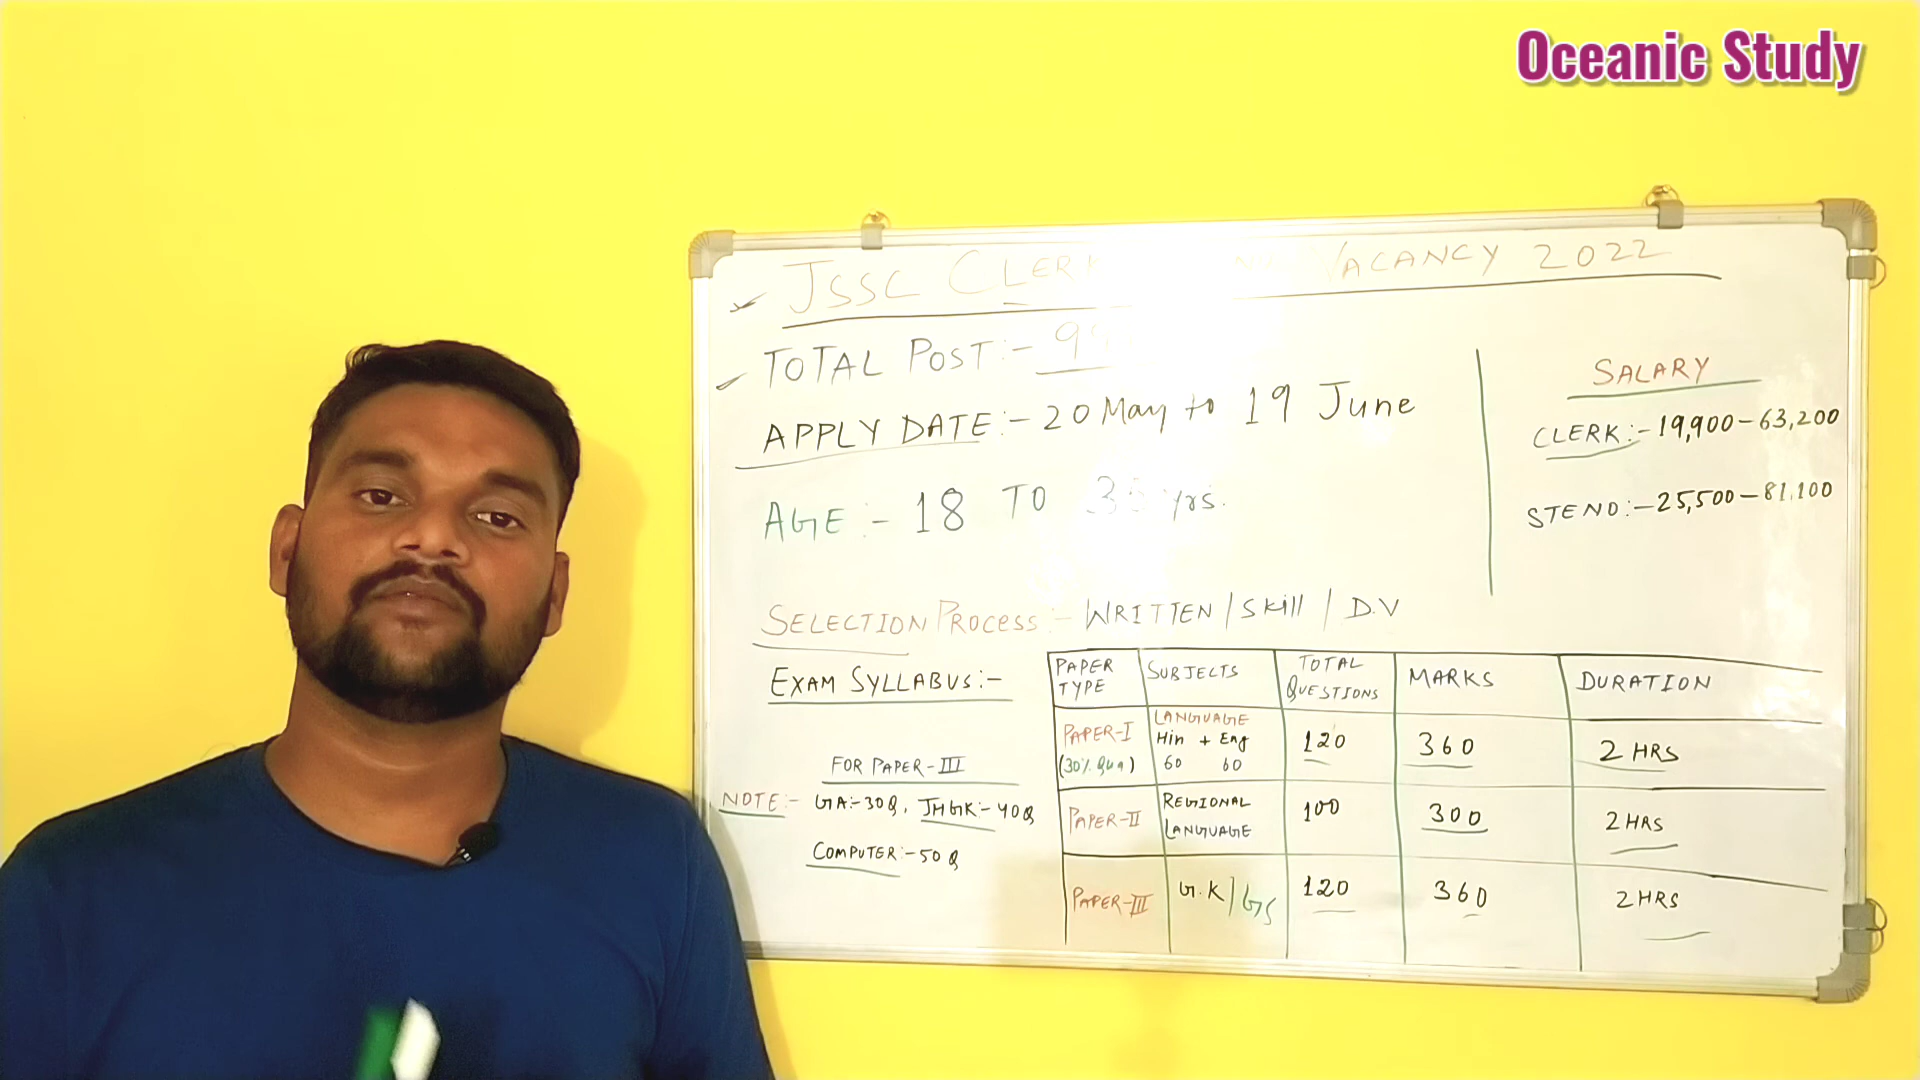 Oceanic Study
JSSC CLERK VACANCY 2022
TOTAL POST:-
APPLY DATE:- 20 May to 19 June
AGE:- 18 TO yrs.
SALARY
CLERK:- 19,900-63,200
STENO:- 25,500-81,100
SELECTION PROCESS:- WRITTEN / Skill / D.V
EXAM SYLLABUS:-
FOR PAPER-III
NOTE:- GA:-30Q, JHGK:-40Q
COMPUTER:-50Q
PAPER TYPE SUBJECTS TOTAL QUESTIONS MARKS DURATION
PAPER-I (30% Qua) LANGUAGE Hin + Eng 60 60 120 360 2 HRS
PAPER-II REGIONAL LANGUAGE 100 300 2 HRS
PAPER-III G.K/GS 120 360 2 HRS